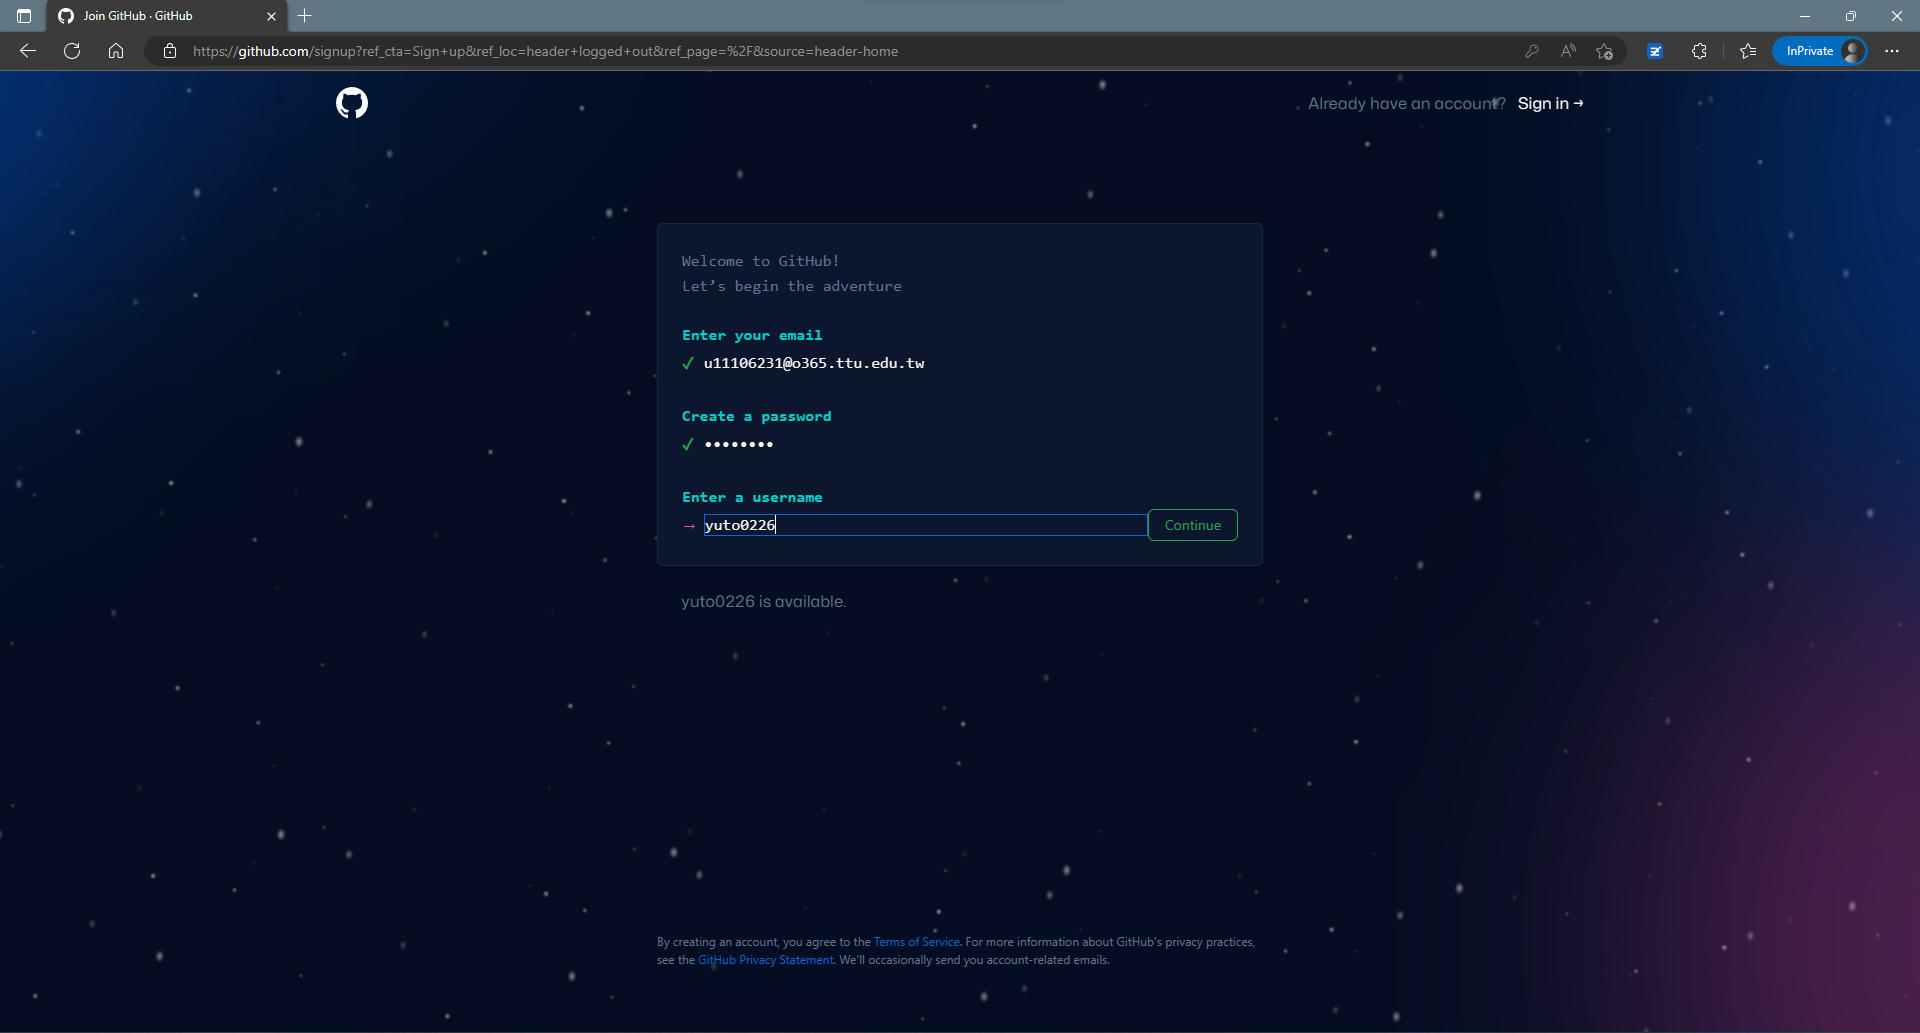 Join GitHub · GitHub
https://github.com/signup?ref_cta=Sign+up&ref_loc=header+logged+out&ref_page=%2F&source=header-home
InPrivate
Already have an account? Sign in →
Welcome to GitHub!
Let’s begin the adventure
Enter your email
✓ u11106231@o365.ttu.edu.tw
Create a password
✓ ••••••••
Enter a username
→ yuto0226
Continue
yuto0226 is available.
By creating an account, you agree to the Terms of Service. For more information about GitHub's privacy practices,
see the GitHub Privacy Statement. We'll occasionally send you account-related emails.